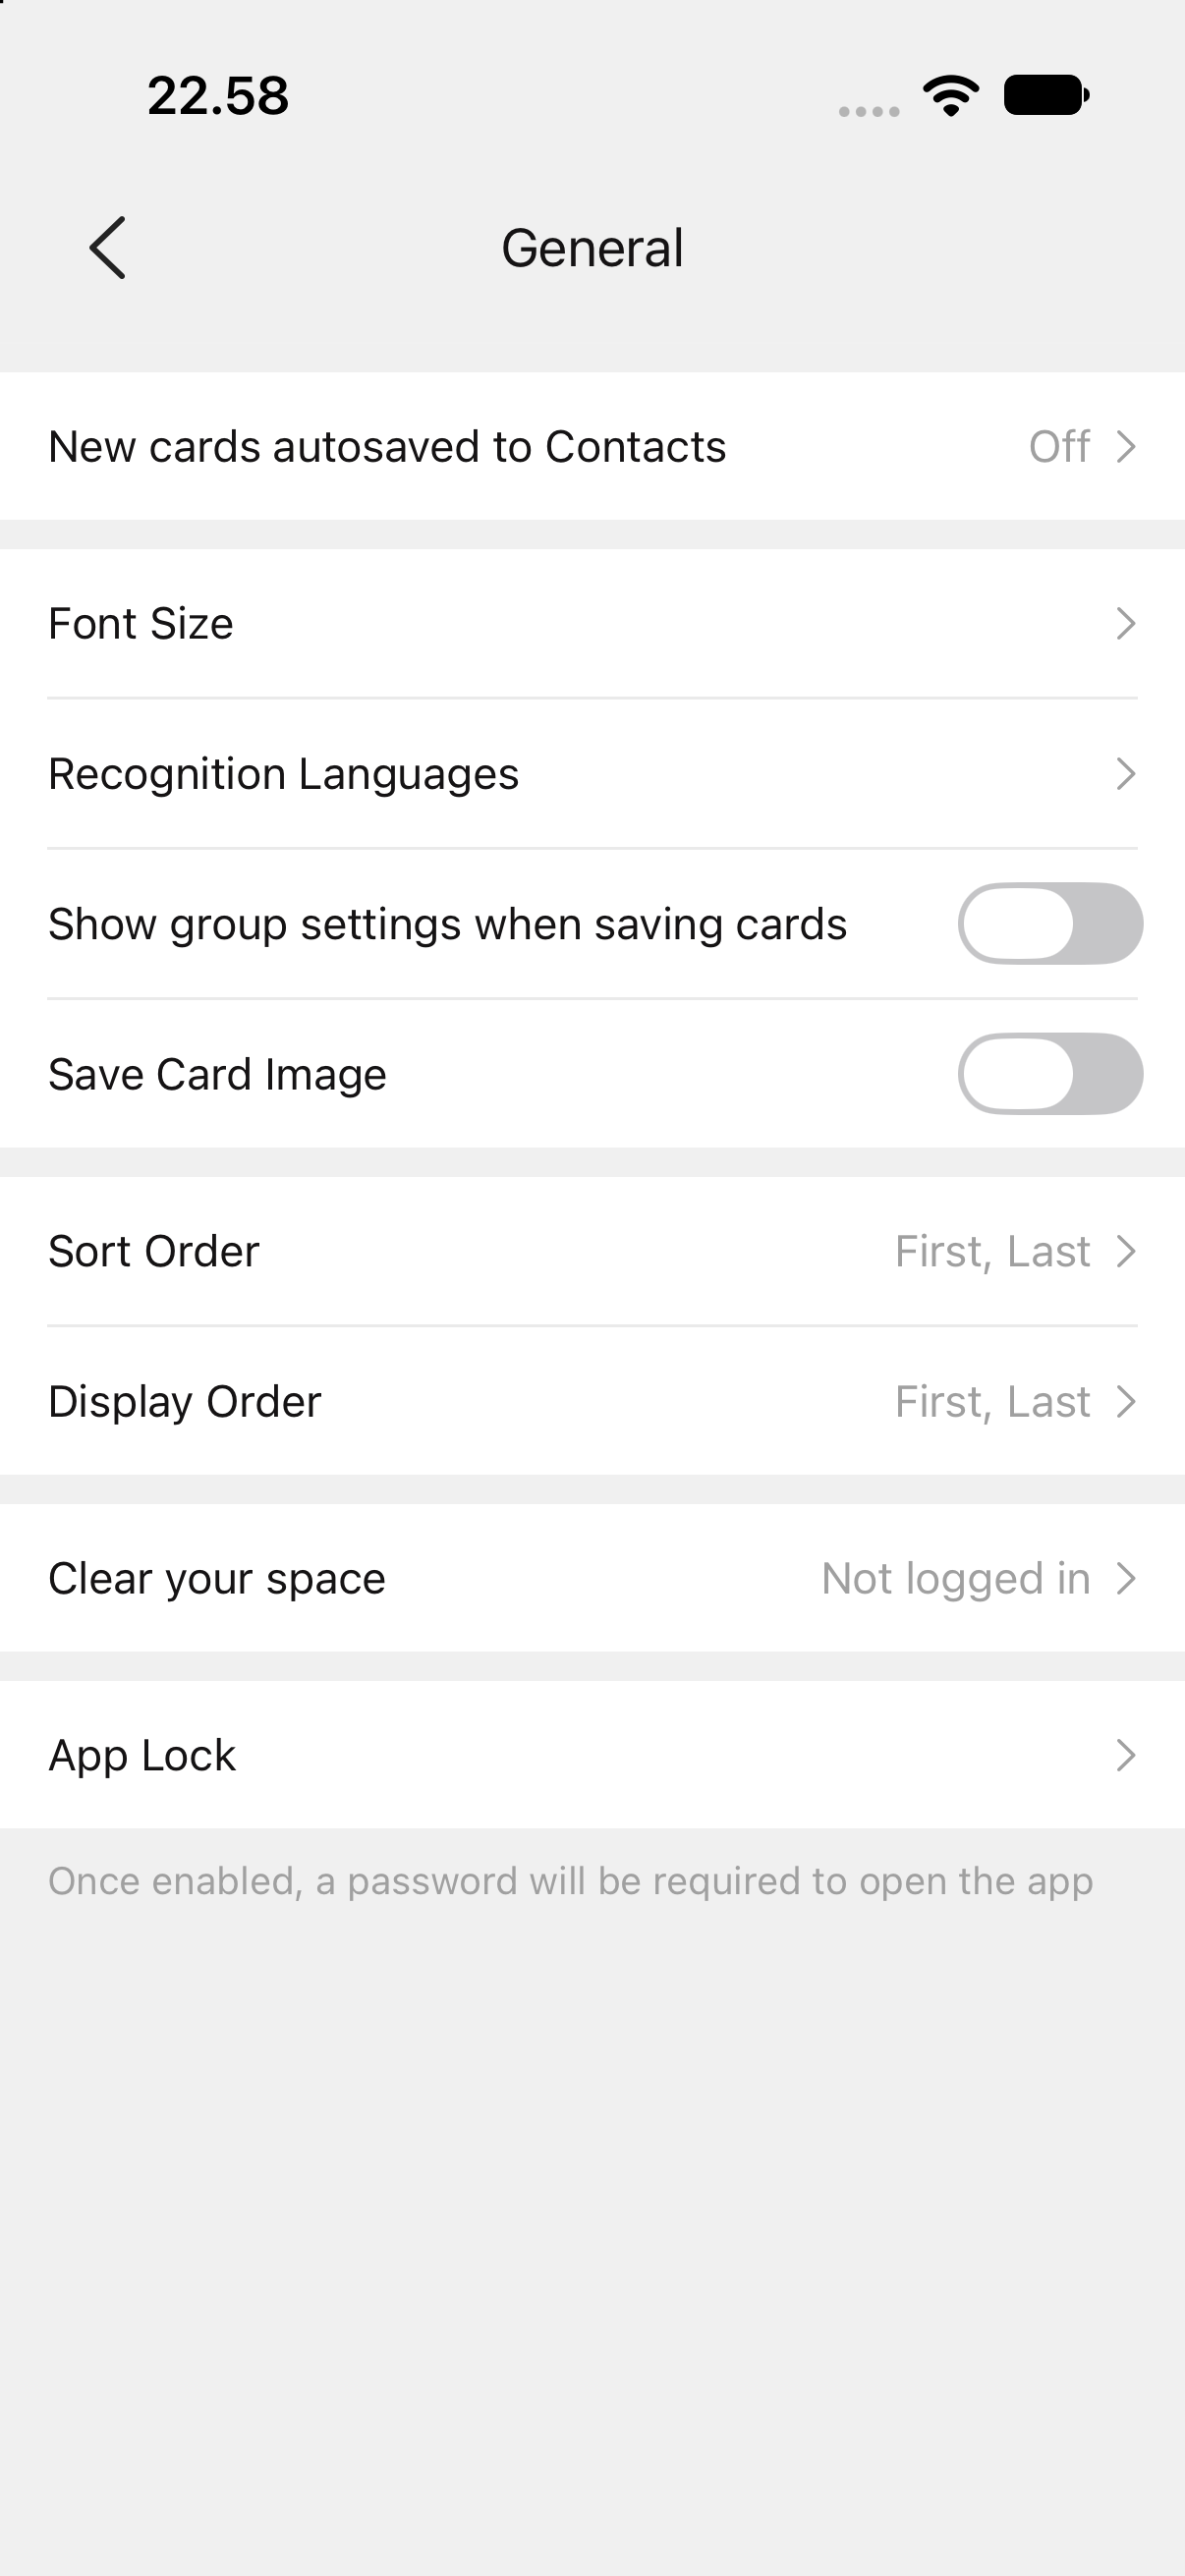 22.58
General
New cards autosaved to Contacts Off
Font Size
Recognition Languages
Show group settings when saving cards
Save Card Image
Sort Order First, Last
Display Order First, Last
Clear your space Not logged in
App Lock
Once enabled, a password will be required to open the app